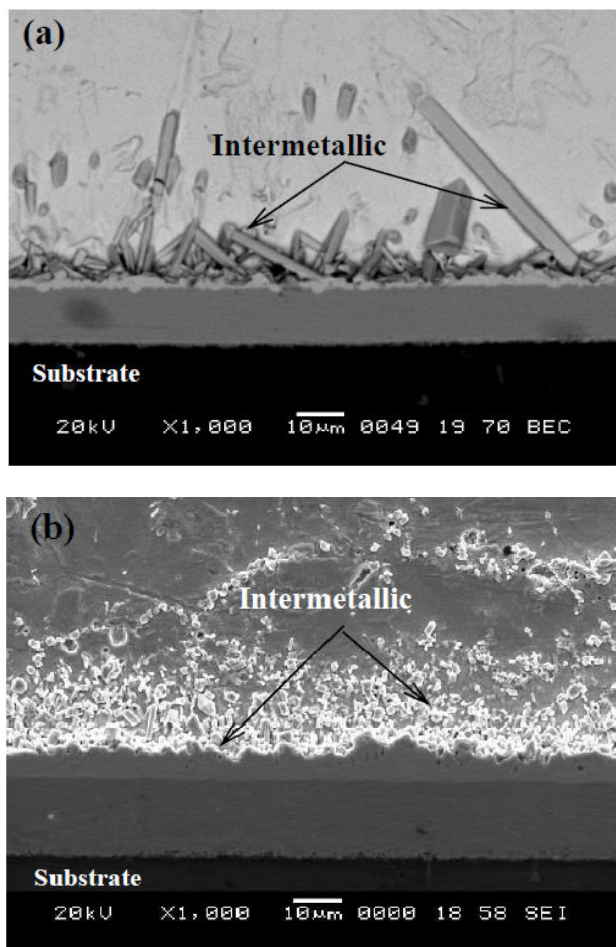 (a)
Intermetallic
Substrate
20kV X1,000 10μm 0049 19 70 BEC
(b)
Intermetallic
Substrate
20kV X1,000 10μm 0000 18 58 SEI